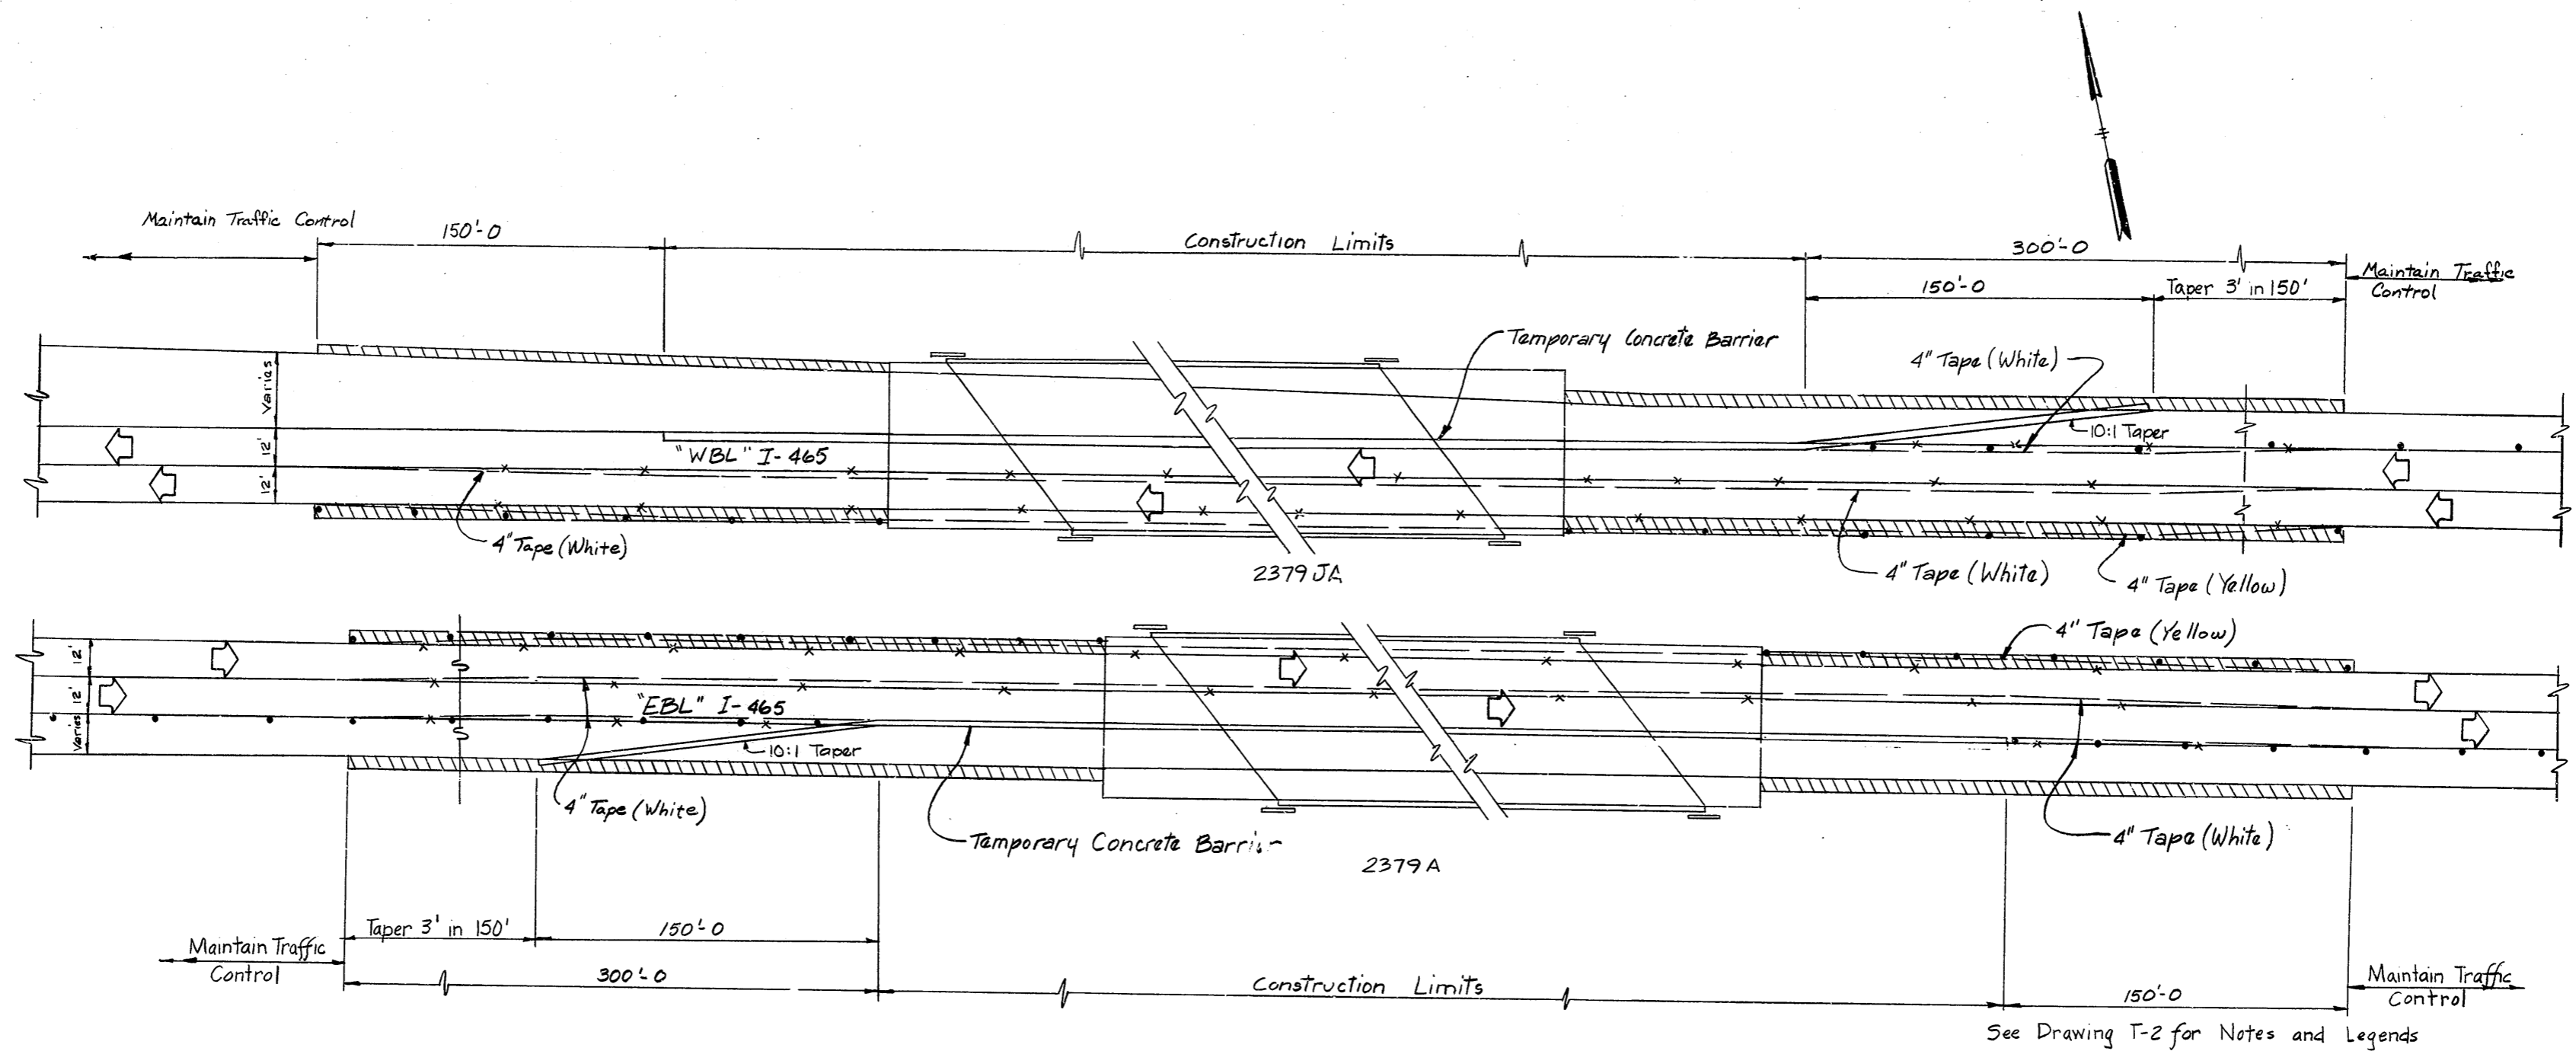 Maintain Traffic Control
150'-0
Construction Limits
300'-0
Maintain Traffic
Control
150'-0
Taper 3' in 150'
Temporary Concrete Barrier
4" Tape (White)
Varies
12'
12'
10:1 Taper
"WBL" I-465
4" Tape (White)
2379JA
4" Tape (White)
4" Tape (Yellow)
12'
12'
Varies
4" Tape (Yellow)
"EBL" I-465
10:1 Taper
4" Tape (White)
Temporary Concrete Barrier
2379A
4" Tape (White)
Taper 3' in 150'
150'-0
Maintain Traffic
Control
300'-0
Construction Limits
150'-0
Maintain Traffic
Control
See Drawing T-2 for Notes and Legends